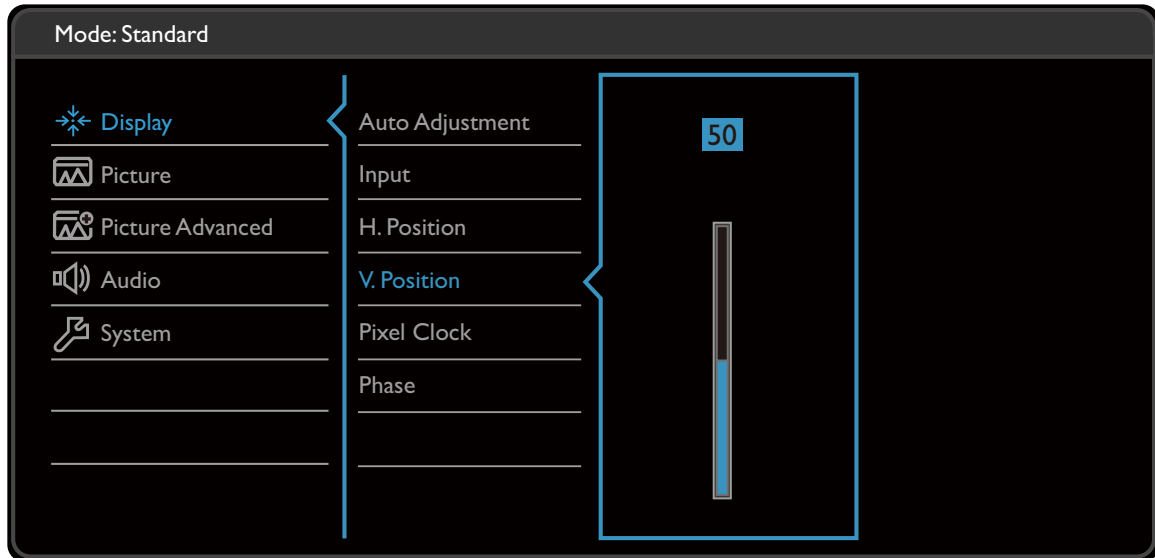 Mode: Standard
Display
Picture
Picture Advanced
Audio
System
Auto Adjustment
Input
H. Position
V. Position
Pixel Clock
Phase
50